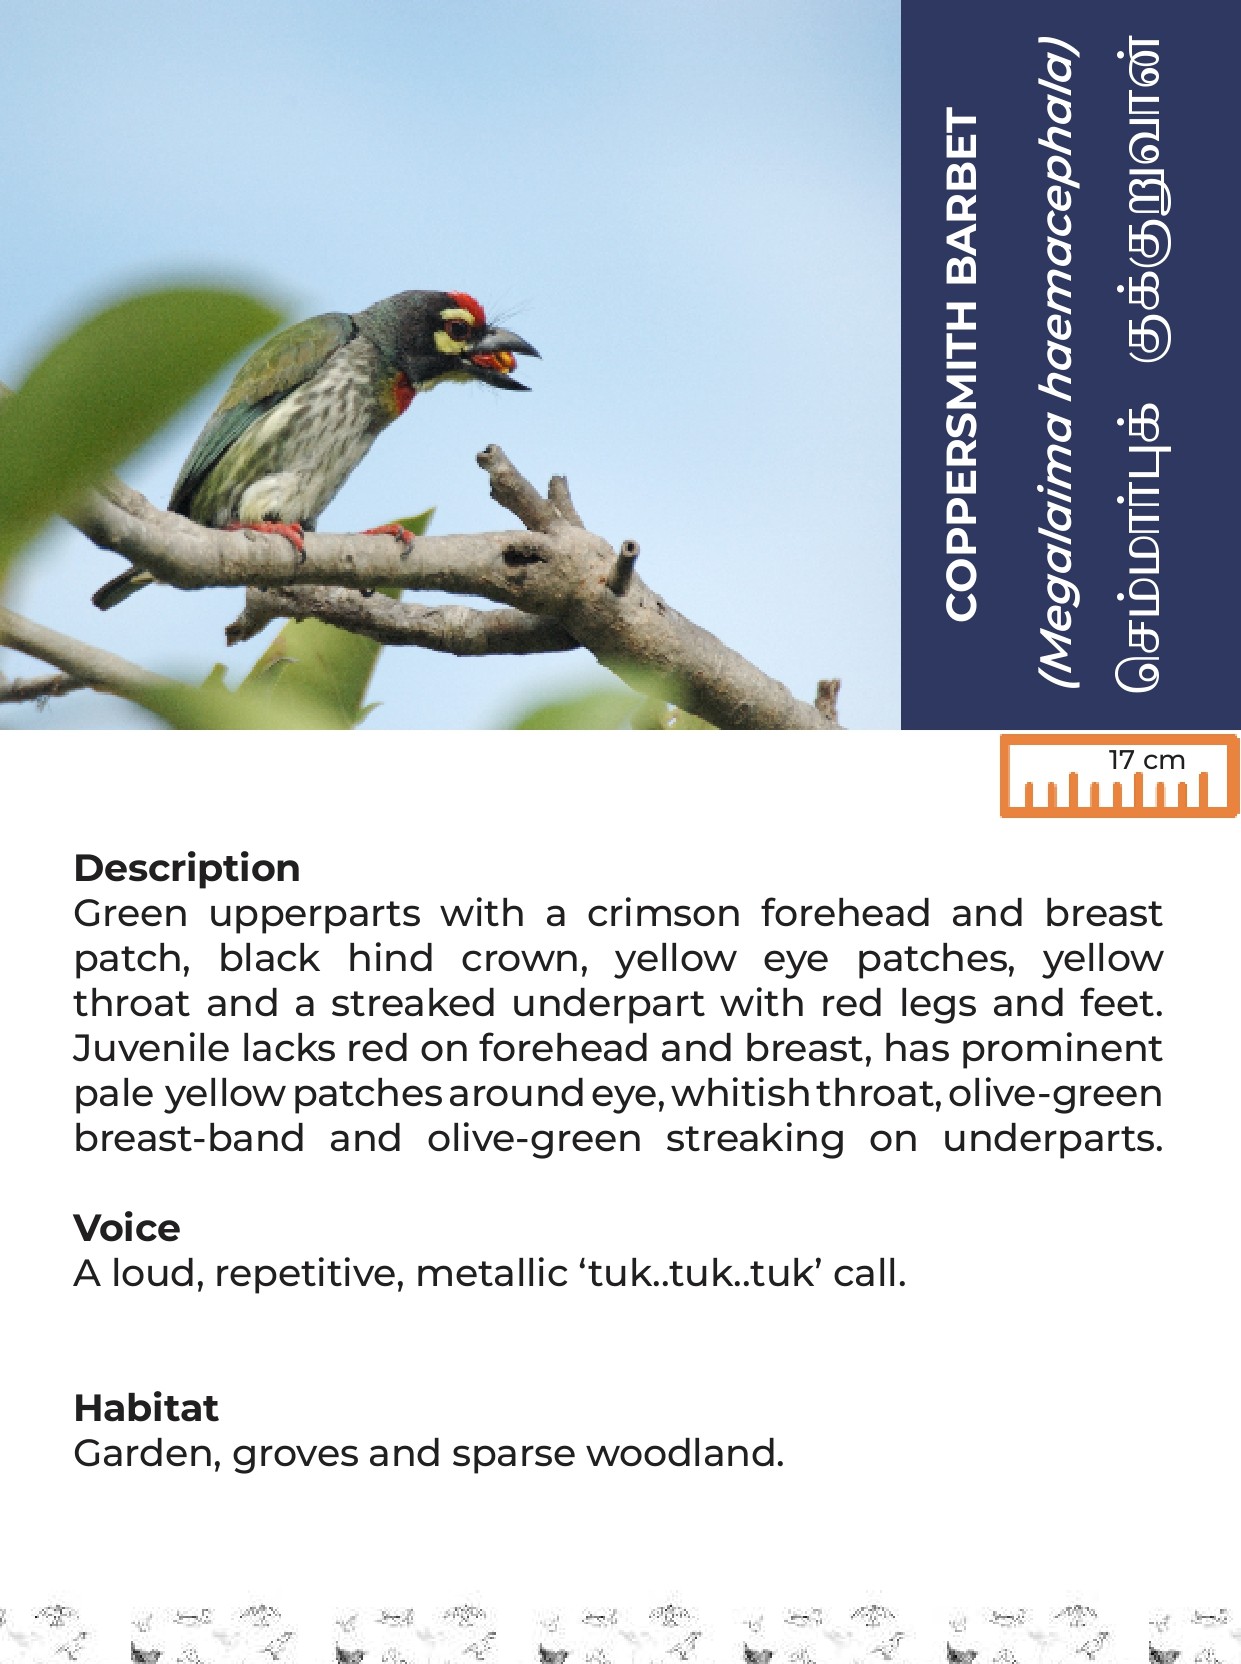 COPPERSMITH BARBET
(Megalaima haemacephala)
செம்மார்புக் குக்குறுவான்
17 cm
Description
Green upperparts with a crimson forehead and breast
patch, black hind crown, yellow eye patches, yellow
throat and a streaked underpart with red legs and feet.
Juvenile lacks red on forehead and breast, has prominent
pale yellow patches around eye, whitish throat, olive-green
breast-band and olive-green streaking on underparts.
Voice
A loud, repetitive, metallic ‘tuk..tuk..tuk’ call.
Habitat
Garden, groves and sparse woodland.